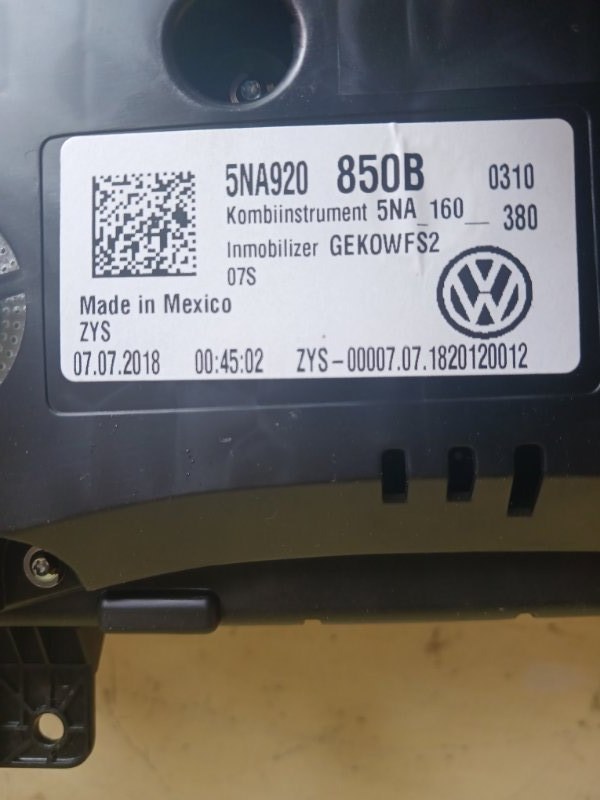 5NA920 850B 0310
Kombiinstrument 5NA_160__ 380
Inmobilizer GEKOWFS2
07S
Made in Mexico
ZYS
07.07.2018 00:45:02 ZYS-00007.07.1820120012